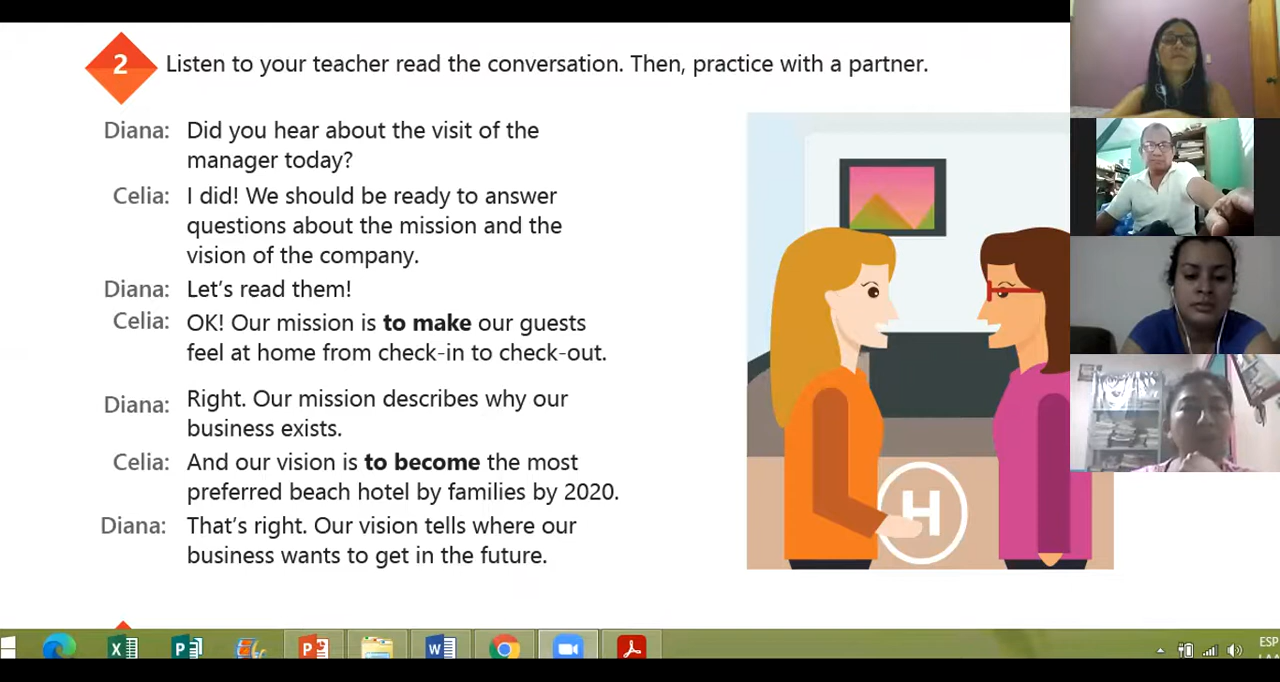 2 Listen to your teacher read the conversation. Then, practice with a partner.
Diana: Did you hear about the visit of the
manager today?
Celia: I did! We should be ready to answer
questions about the mission and the
vision of the company.
Diana: Let's read them!
Celia: OK! Our mission is to make our guests
feel at home from check-in to check-out.
Diana: Right. Our mission describes why our
business exists.
Celia: And our vision is to become the most
preferred beach hotel by families by 2020.
Diana: That's right. Our vision tells where our
business wants to get in the future.
H
ESP